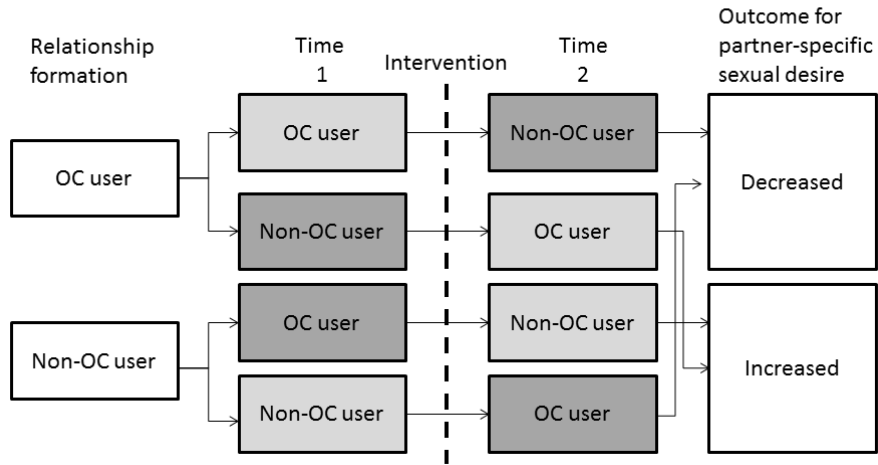 Relationship
formation
Time
1
Intervention
Time
2
Outcome for
partner-specific
sexual desire
OC user
OC user
Non-OC user
Decreased
Non-OC user
OC user
Non-OC user
OC user
Non-OC user
Increased
Non-OC user
OC user